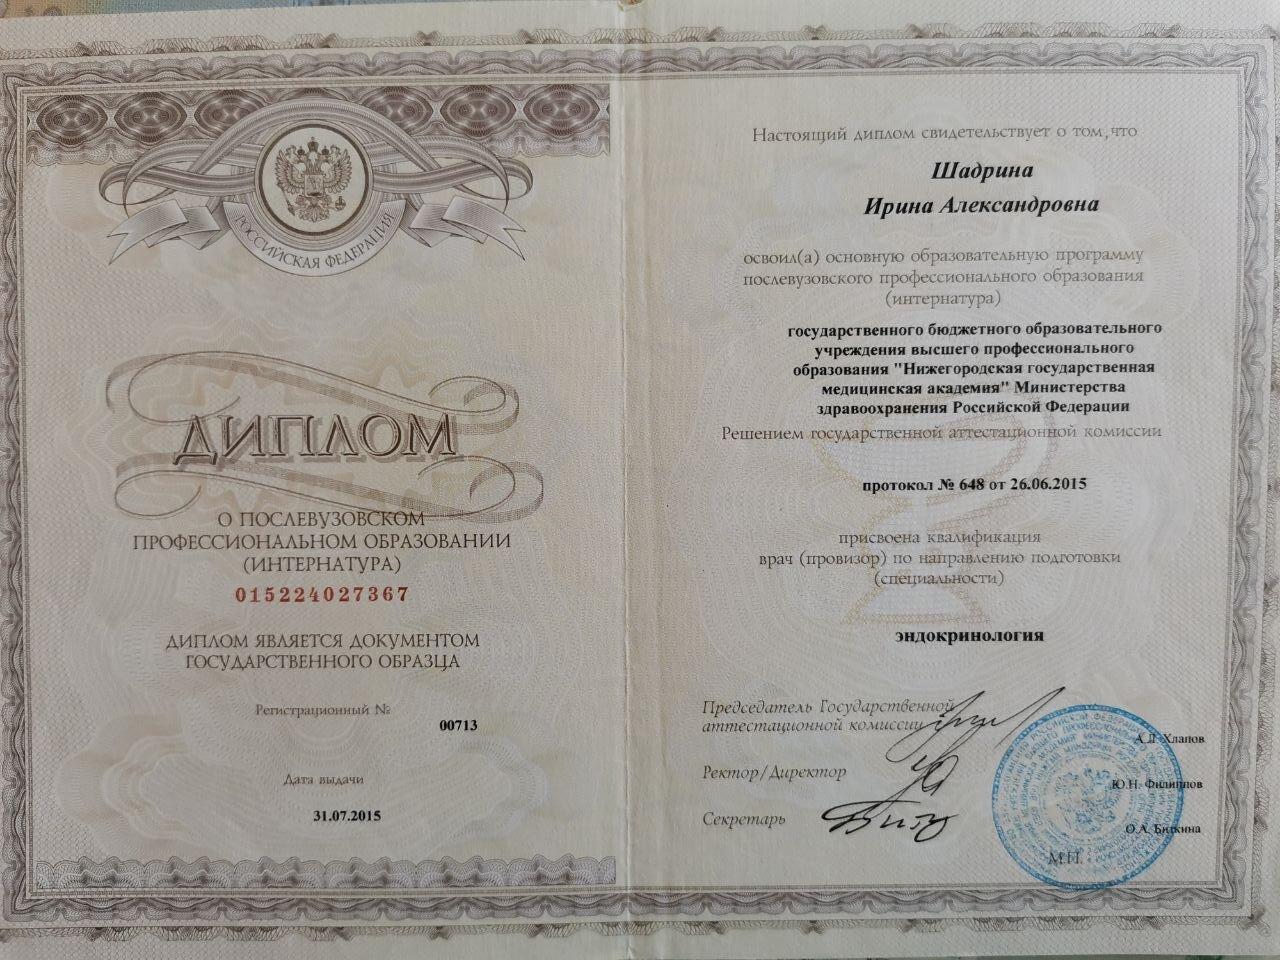 РОССИЙСКАЯ ФЕДЕРАЦИЯ
ДИПЛОМ
О ПОСЛЕВУЗОВСКОМ
ПРОФЕССИОНАЛЬНОМ ОБРАЗОВАНИИ
(ИНТЕРНАТУРА)
015224027367
ДИПЛОМ ЯВЛЯЕТСЯ ДОКУМЕНТОМ
ГОСУДАРСТВЕННОГО ОБРАЗЦА
Регистрационный №
00713
Дата выдачи
31.07.2015
Настоящий диплом свидетельствует о том, что
Шадрина
Ирина Александровна
освоил(а) основную образовательную программу
послевузовского профессионального образования
(интернатура)
государственного бюджетного образовательного
учреждения высшего профессионального
образования "Нижегородская государственная
медицинская академия" Министерства
здравоохранения Российской Федерации
Решением государственной аттестационной комиссии
протокол № 648 от 26.06.2015
присвоена квалификация
врач (провизор) по направлению подготовки
(специальности)
эндокринология
Председатель Государственной
аттестационной комиссии
А.Л. Хлапов
Ректор/Директор
Ю.Н. Филиппов
Секретарь
О.А. Биткина
М.П.